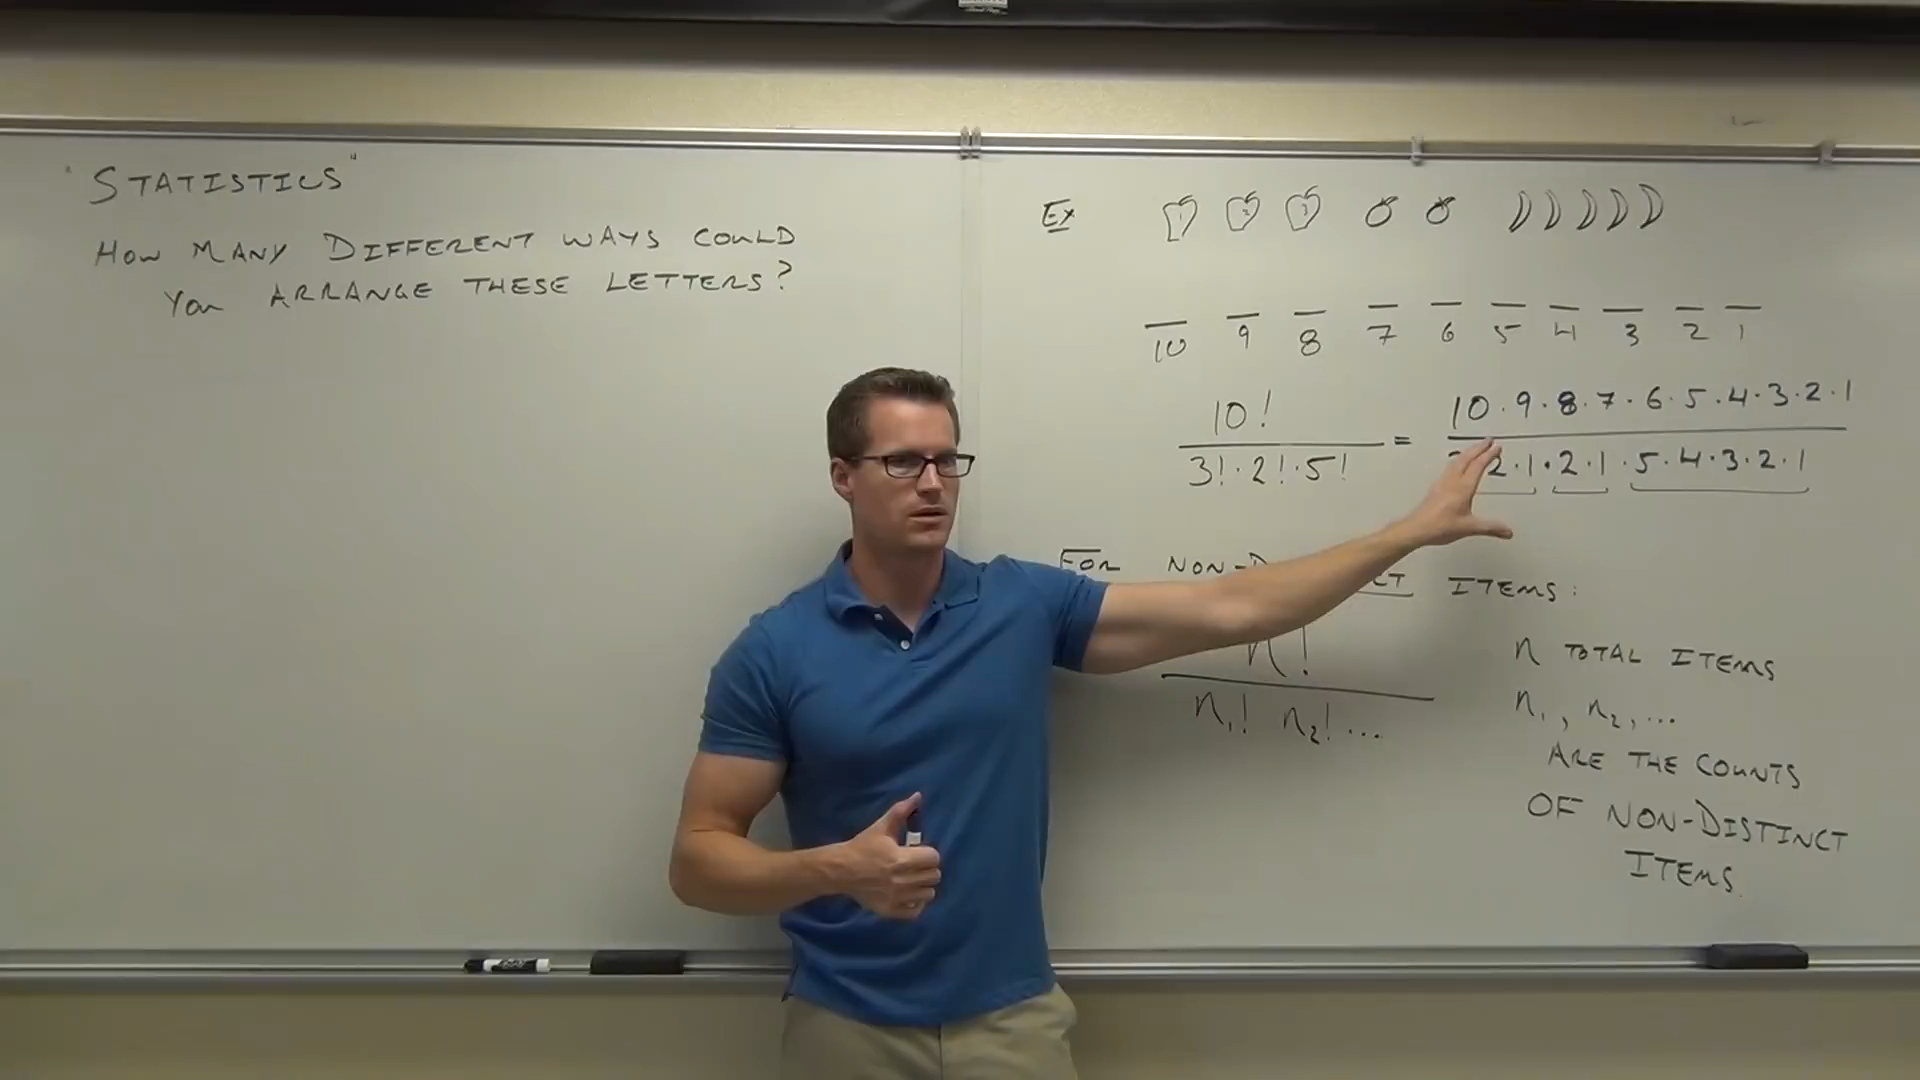 "STATISTICS"
HOW MANY DIFFERENT WAYS COULD
YOU ARRANGE THESE LETTERS?
Ex 1 2 3
10 9 8 7 6 5 4 3 2 1
10! / 3!·2!·5! = 10·9·8·7·6·5·4·3·2·1 / 2·1·2·1·5·4·3·2·1
FOR NON-D CT ITEMS:
n! / n₁! n₂! ...
n TOTAL ITEMS
n₁, n₂, ...
ARE THE COUNTS
OF NON-DISTINCT
ITEMS.